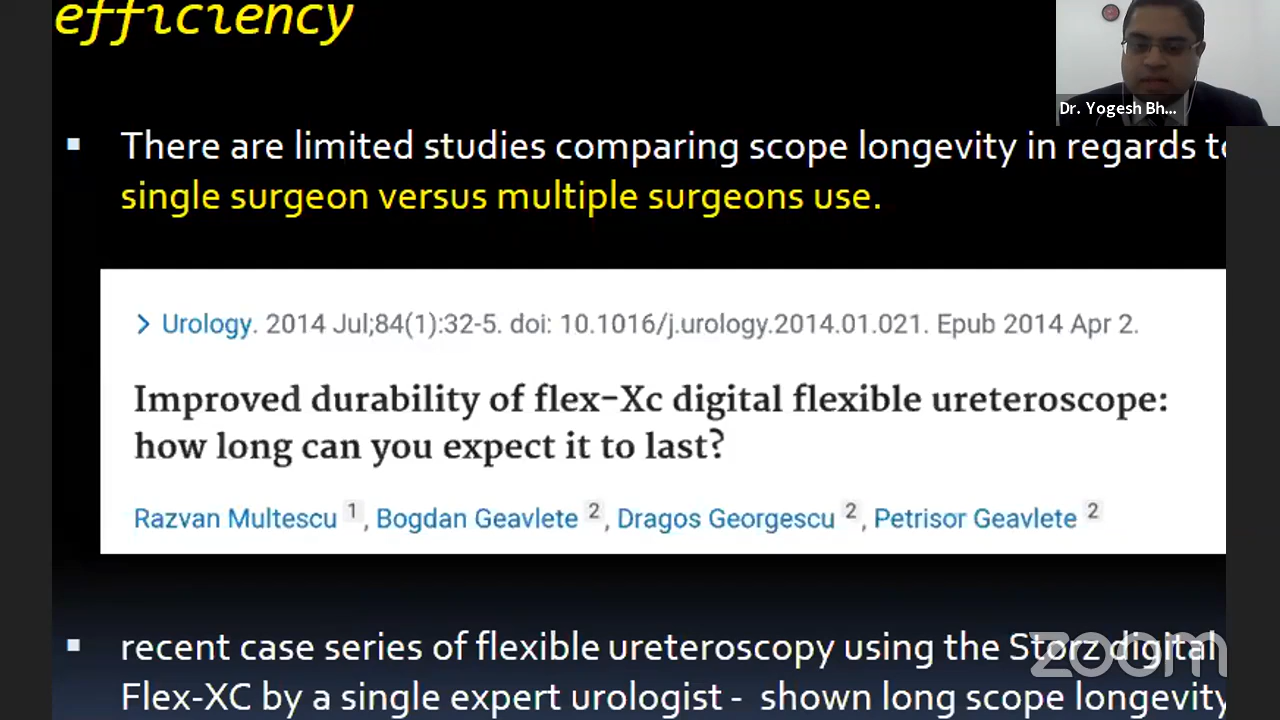 efficiency
Dr. Yogesh Bh...
▪ There are limited studies comparing scope longevity in regards to
single surgeon versus multiple surgeons use.
> Urology. 2014 Jul;84(1):32-5. doi: 10.1016/j.urology.2014.01.021. Epub 2014 Apr 2.
Improved durability of flex-Xc digital flexible ureteroscope:
how long can you expect it to last?
Razvan Multescu 1, Bogdan Geavlete 2, Dragos Georgescu 2, Petrisor Geavlete 2
▪ recent case series of flexible ureteroscopy using the Storz digital
zoom
Flex-XC by a single expert urologist - shown long scope longevity